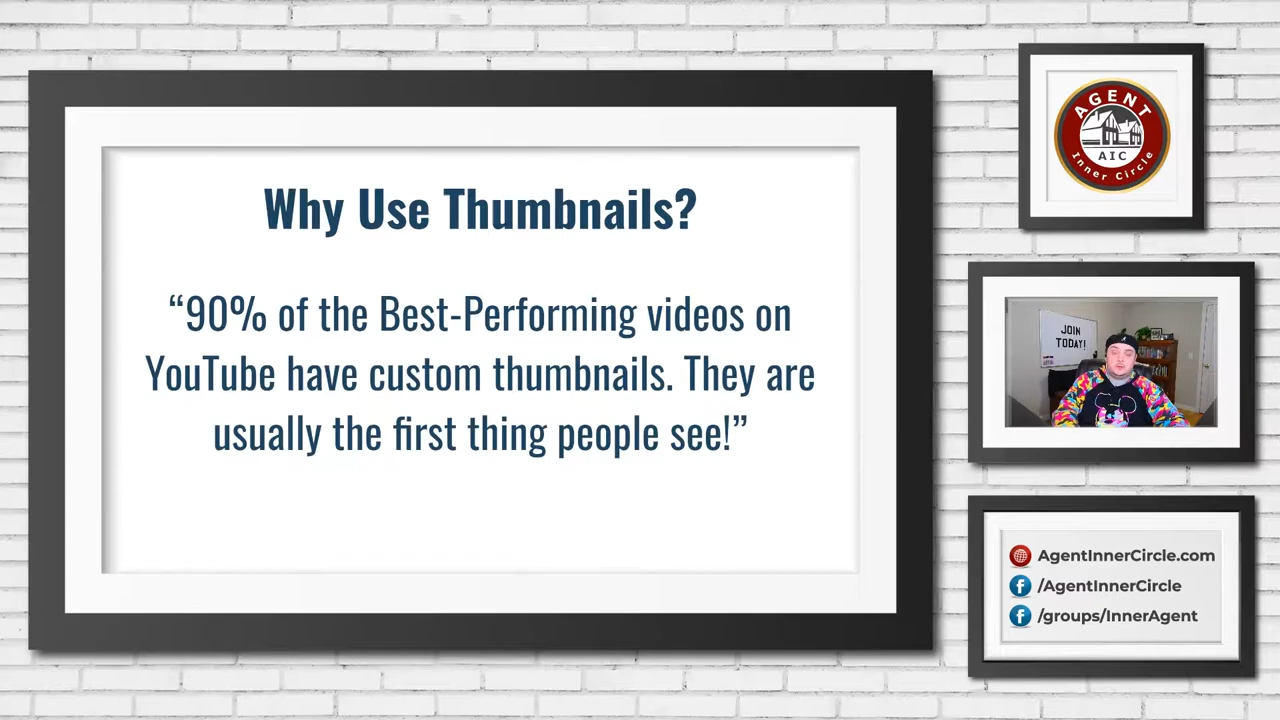 Why Use Thumbnails?
“90% of the Best-Performing videos on
YouTube have custom thumbnails. They are
usually the first thing people see!”
AGENT
AIC
Inner Circle
JOIN
TODAY!
AgentInnerCircle.com
/AgentInnerCircle
/groups/InnerAgent